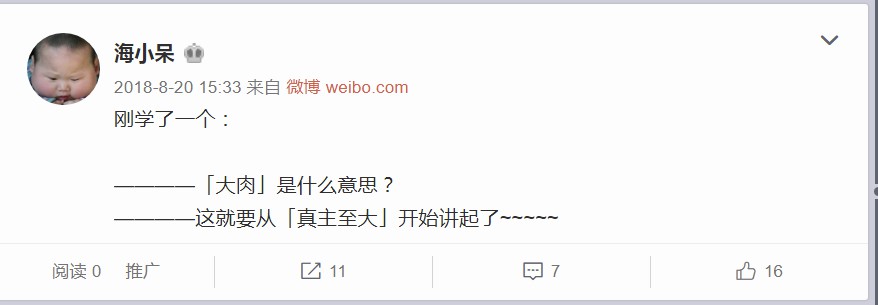 海小呆
2018-8-20 15:33 来自 微博 weibo.com
刚学了一个：
————「大肉」是什么意思？
————这就要从「真主至大」开始讲起了~~~~~
阅读 0 推广 11 7 16